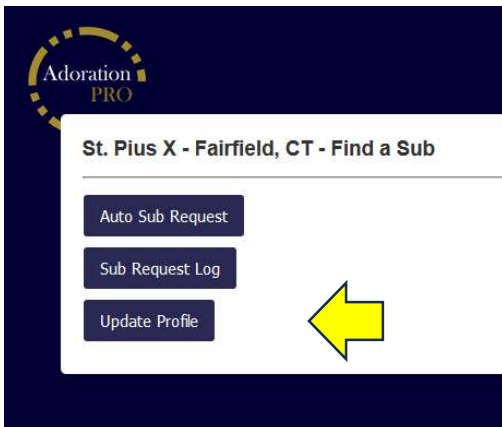 Adoration
PRO
St. Pius X - Fairfield, CT - Find a Sub
Auto Sub Request
Sub Request Log
Update Profile